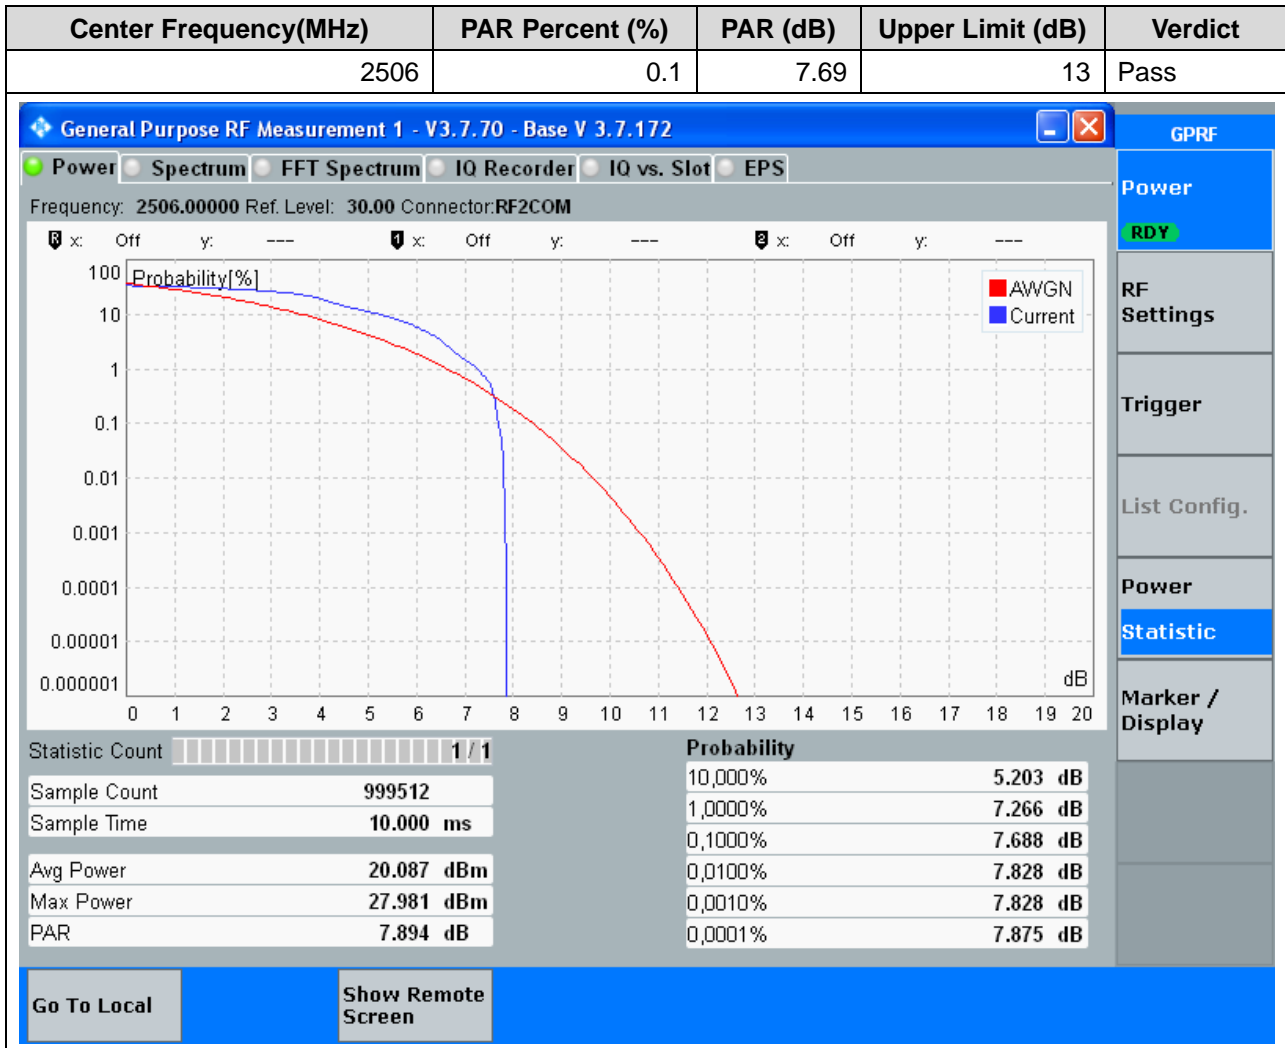 Center Frequency(MHz) PAR Percent (%) PAR (dB) Upper Limit (dB) Verdict
2506 0.1 7.69 13 Pass
General Purpose RF Measurement 1 - V3.7.70 - Base V 3.7.172
GPRF
Power Spectrum FFT Spectrum IQ Recorder IQ vs. Slot EPS
Frequency: 2506.00000 Ref. Level: 30.00 Connector:RF2COM
R x: Off y: --- 1 x: Off y: --- 2 x: Off y: ---
Probability[%]
AWGN
Current
100
10
1
0.1
0.01
0.001
0.0001
0.00001
0.000001
dB
0 1 2 3 4 5 6 7 8 9 10 11 12 13 14 15 16 17 18 19 20
Statistic Count 1 / 1
Sample Count 999512
Sample Time 10.000 ms
Avg Power 20.087 dBm
Max Power 27.981 dBm
PAR 7.894 dB
Probability
10,000% 5.203 dB
1,0000% 7.266 dB
0,1000% 7.688 dB
0,0100% 7.828 dB
0,0010% 7.828 dB
0,0001% 7.875 dB
Power
RDY
RF
Settings
Trigger
List Config.
Power
Statistic
Marker /
Display
Go To Local
Show Remote
Screen